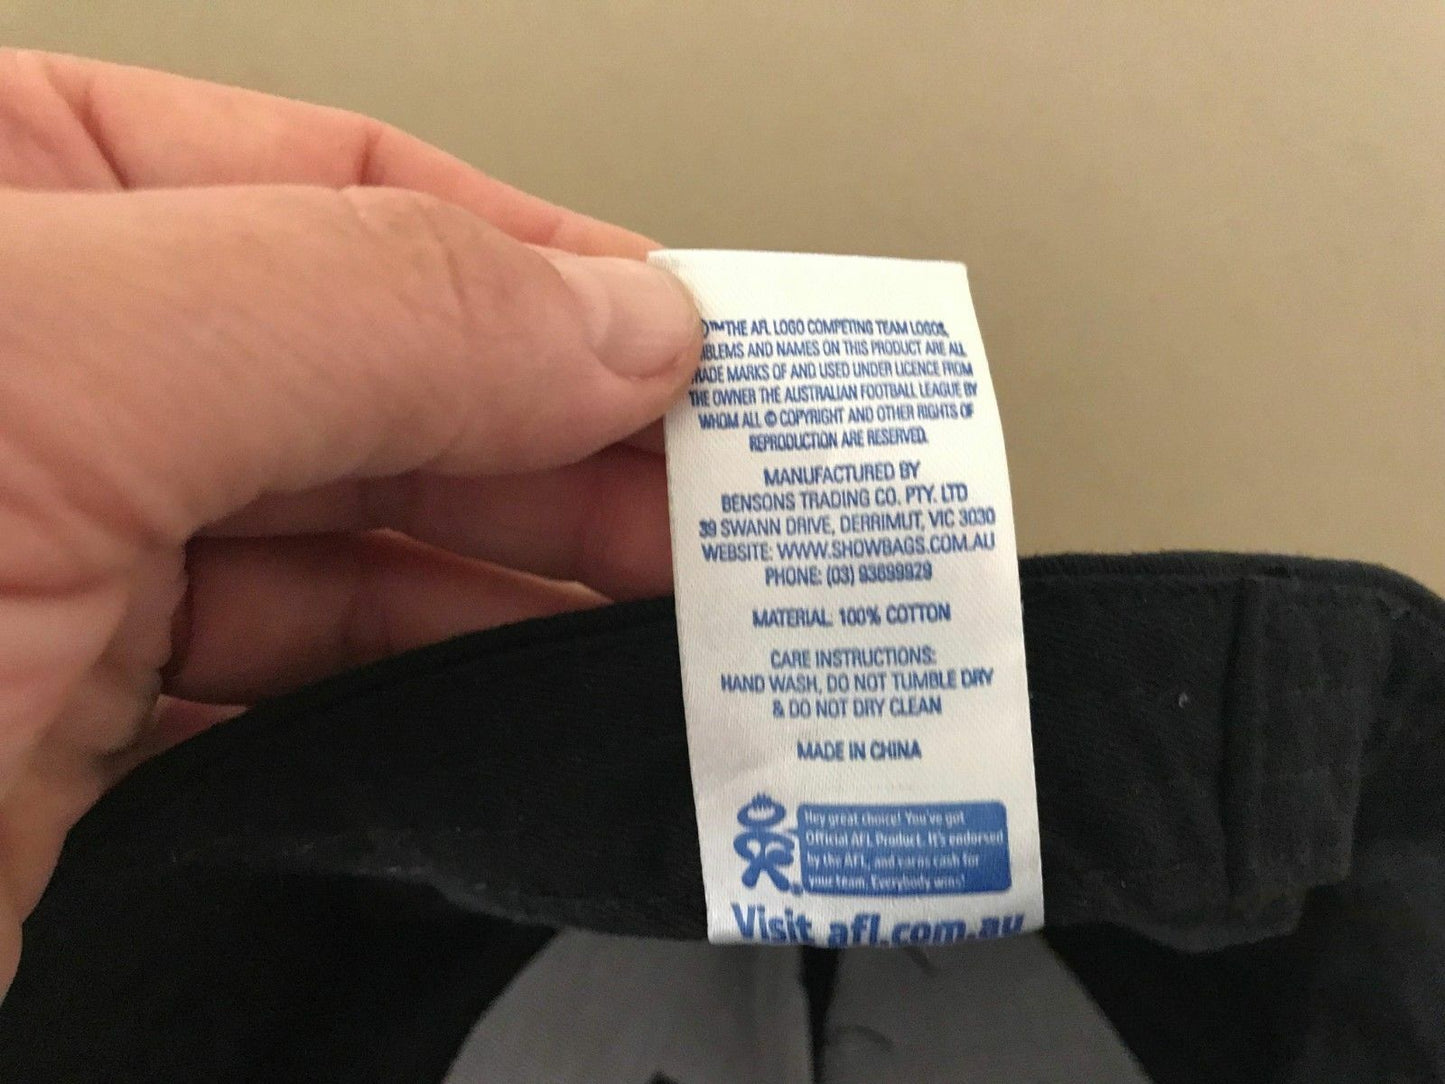 ™THE AFL LOGO COMPETING TEAM LOGOS,
AND NAMES ON THIS PRODUCT ARE ALL
MARKS OF AND USED UNDER LICENCE FROM
THE OWNER THE AUSTRALIAN FOOTBALL LEAGUE BY
WHOM ALL © COPYRIGHT AND OTHER RIGHTS OF
REPRODUCTION ARE RESERVED.
MANUFACTURED BY
BENSONS TRADING CO. PTY. LTD
39 SWANN DRIVE, DERRIMUT, VIC 3030
WEBSITE: WWW.SHOWBAGS.COM.AU
PHONE: (03) 93699929
MATERIAL: 100% COTTON
CARE INSTRUCTIONS:
HAND WASH, DO NOT TUMBLE DRY
& DO NOT DRY CLEAN
MADE IN CHINA
Hey great choice! You've got
Official AFL Product. It's endorsed
by the AFL, and earns cash for
your team. Everybody wins!
Visit afl.com.au